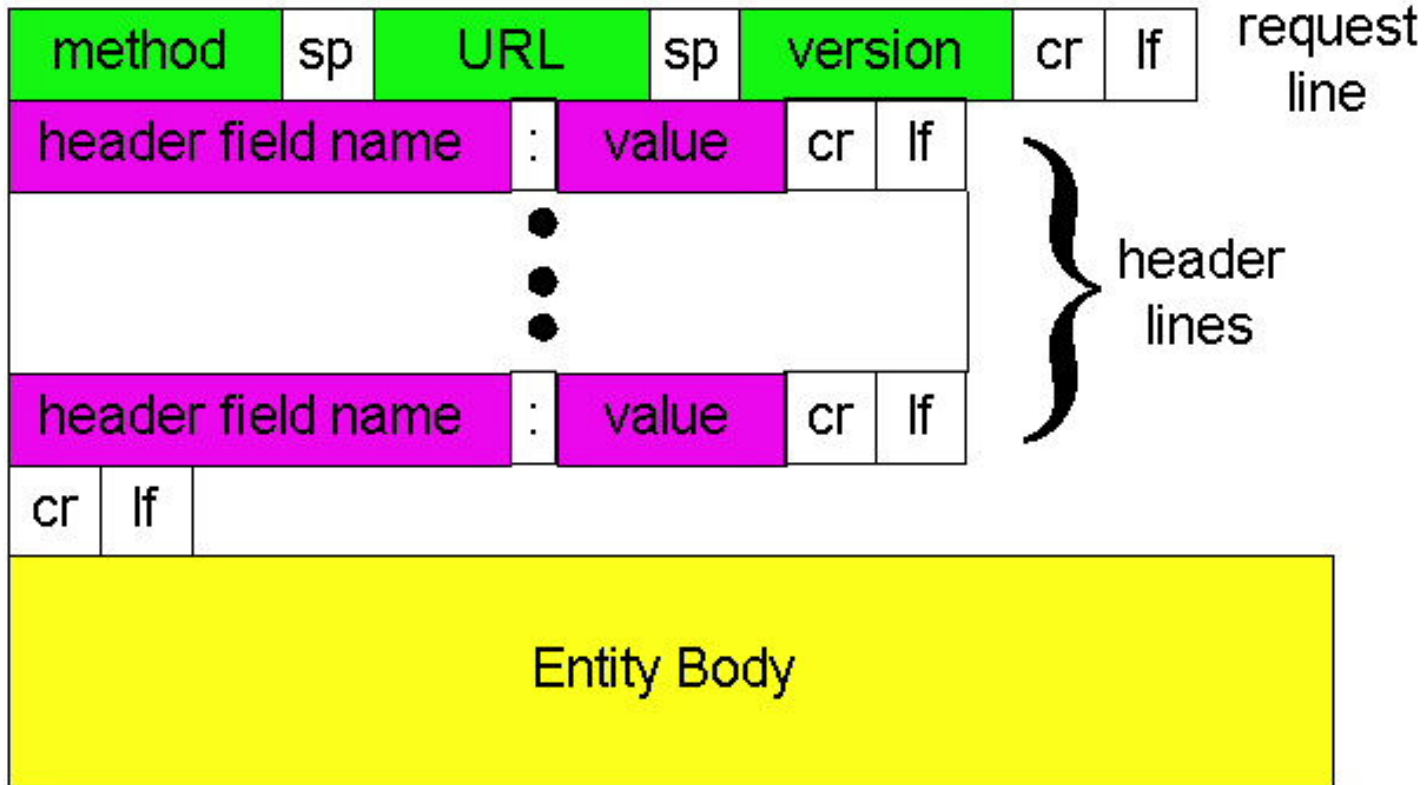 method sp URL sp version cr lf request line
header field name : value cr lf
header lines
header field name : value cr lf
cr lf
Entity Body